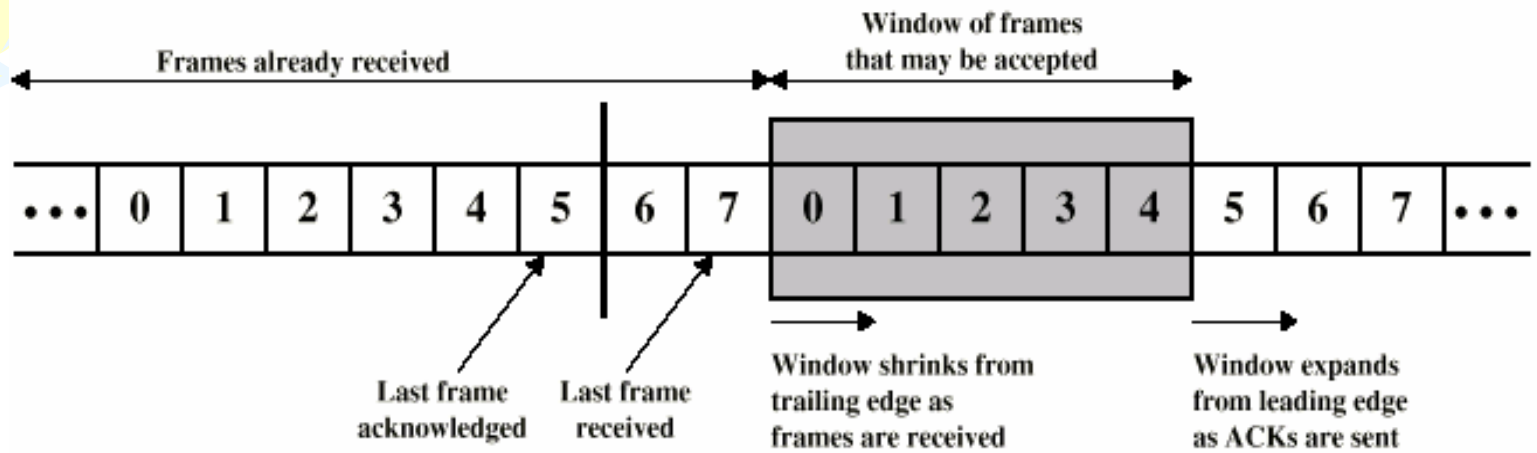 Window of frames
that may be accepted
Frames already received
••• 0 1 2 3 4 5 6 7 0 1 2 3 4 5 6 7 •••
Last frame
acknowledged
Last frame
received
Window shrinks from
trailing edge as
frames are received
Window expands
from leading edge
as ACKs are sent